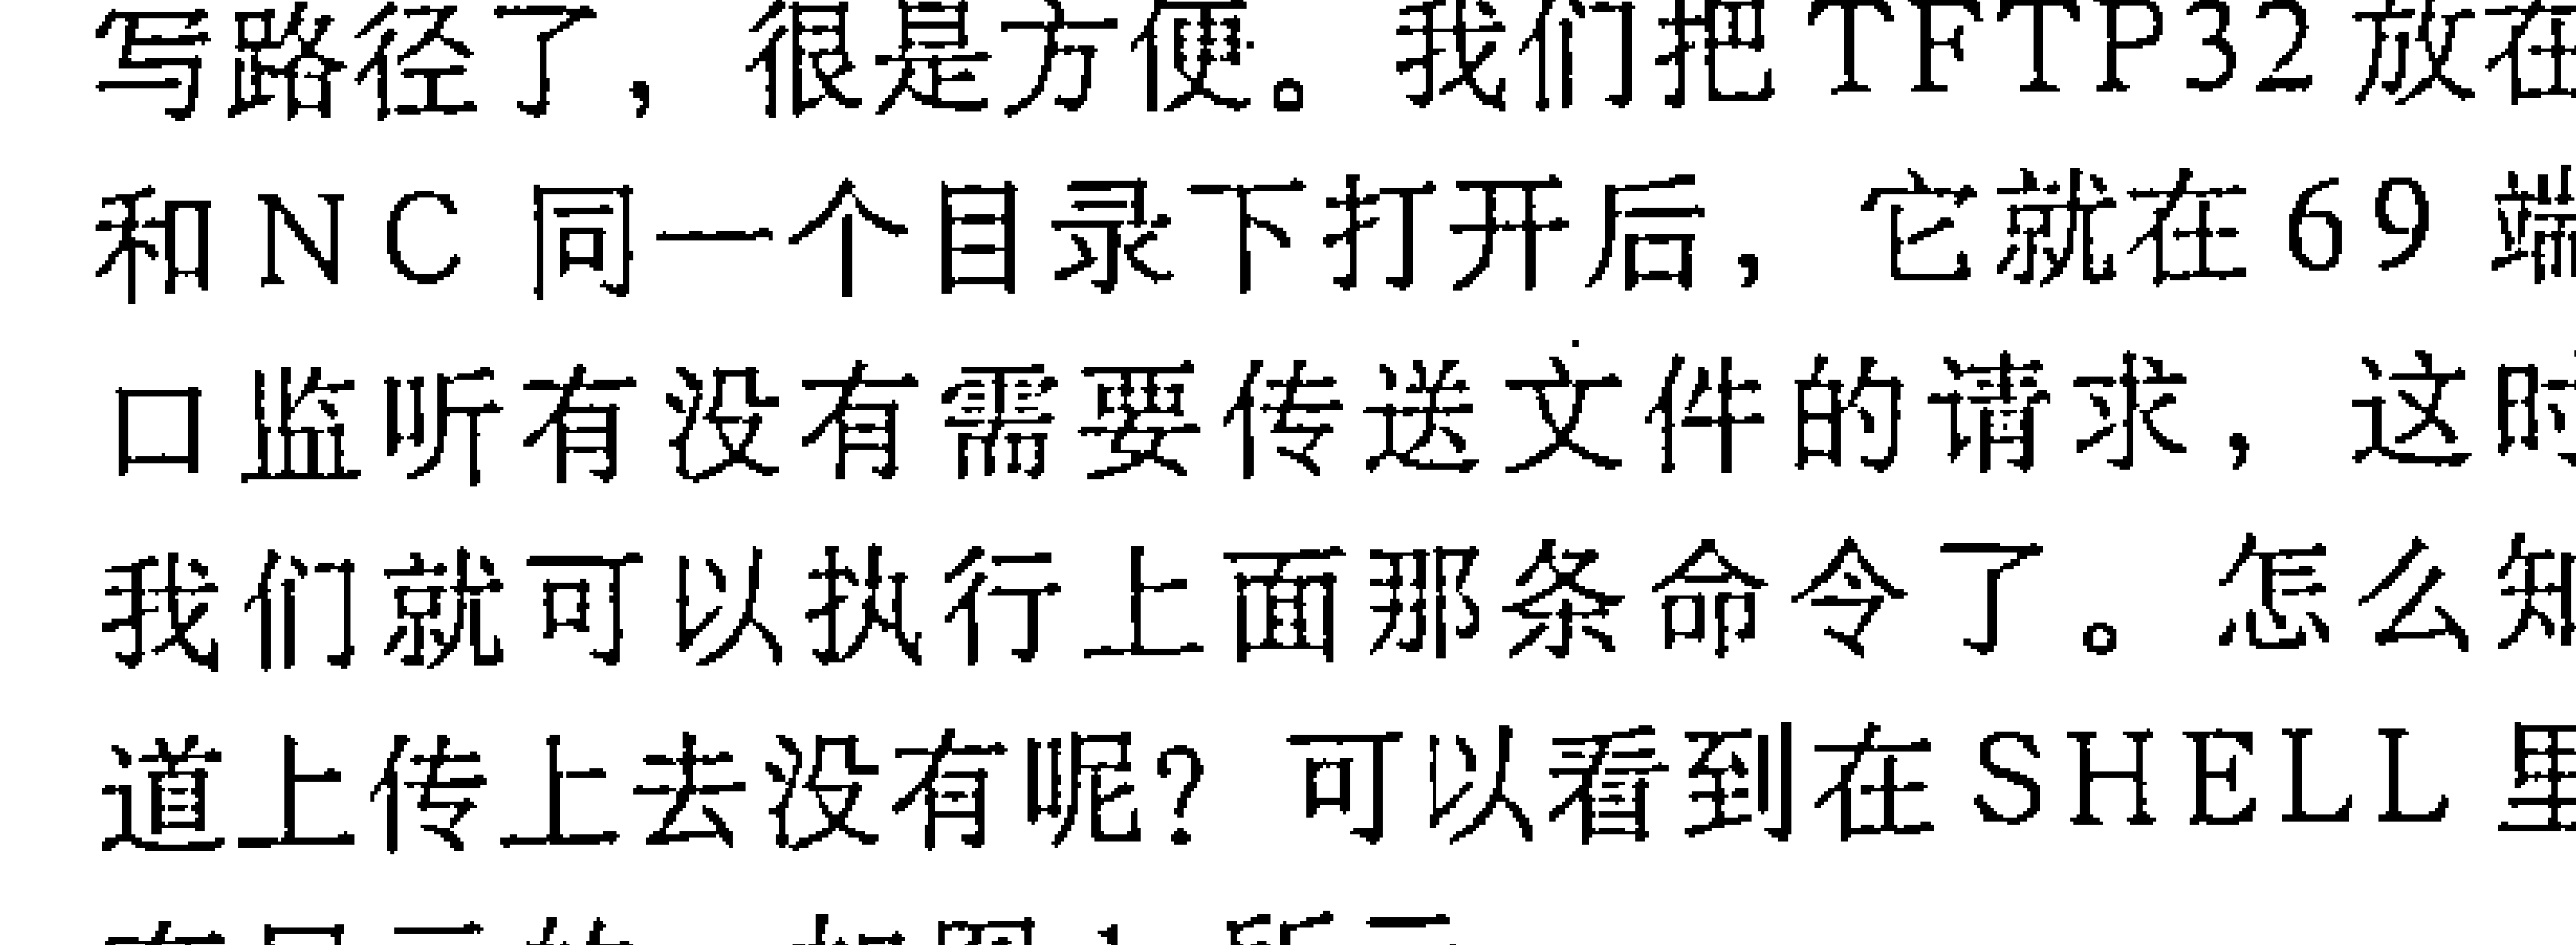 写路径了，很是方便。我们把TFTP32放在
和NC同一个目录下打开后，它就在69端
口监听有没有需要传送文件的请求，这时
我们就可以执行上面那条命令了。怎么知
道上传上去没有呢？可以看到在SHELL里